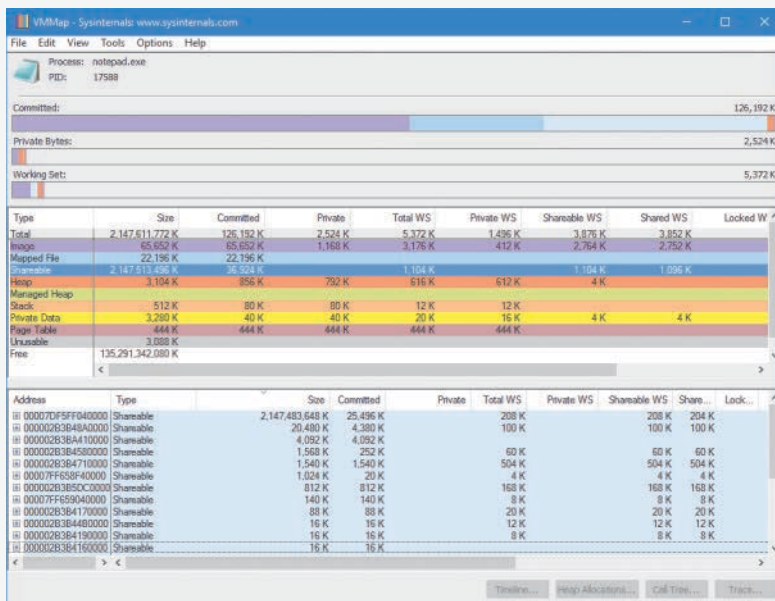 VMMap - Sysinternals: www.sysinternals.com
File Edit View Tools Options Help
Process: notepad.exe
PID: 17588
Committed: 126,192 K
Private Bytes: 2,524 K
Working Set: 5,372 K
Type Size Committed Private Total WS Private WS Shareable WS Shared WS Locked W
Total 2,147,611,772 K 126,192 K 2,524 K 5,372 K 1,496 K 3,876 K 3,852 K
Image 65,652 K 65,652 K 1,168 K 3,176 K 412 K 2,764 K 2,752 K
Mapped File 22,196 K 22,196 K
Shareable 2,147,513,496 K 36,924 K 1,104 K 1,104 K 1,096 K
Heap 3,104 K 856 K 792 K 616 K 612 K 4 K
Managed Heap
Stack 512 K 80 K 80 K 12 K 12 K
Private Data 3,280 K 40 K 40 K 20 K 16 K 4 K 4 K
Page Table 444 K 444 K 444 K 444 K 444 K
Unusable 3,088 K
Free 135,291,342,080 K
Address Type Size Committed Private Total WS Private WS Shareable WS Share... Lock...
00007DF5FF040000 Shareable 2,147,483,648 K 25,496 K 208 K 208 K 204 K
000002B3B48A0000 Shareable 20,480 K 4,380 K 100 K 100 K 100 K
000002B3BA410000 Shareable 4,092 K 4,092 K
000002B3B4580000 Shareable 1,568 K 252 K 60 K 60 K 60 K
000002B3B4710000 Shareable 1,540 K 1,540 K 504 K 504 K 504 K
00007FF658F40000 Shareable 1,024 K 20 K 4 K 4 K 4 K
000002B3B5DC0000 Shareable 812 K 812 K 168 K 168 K 168 K
00007FF659040000 Shareable 140 K 140 K 8 K 8 K 8 K
000002B3B4170000 Shareable 88 K 88 K 20 K 20 K 20 K
000002B3B44B0000 Shareable 16 K 16 K 12 K 12 K 12 K
000002B3B4190000 Shareable 16 K 16 K 8 K 8 K 8 K
000002B3B4160000 Shareable 16 K 16 K
Timeline... Heap Allocations... Call Tree... Trace...